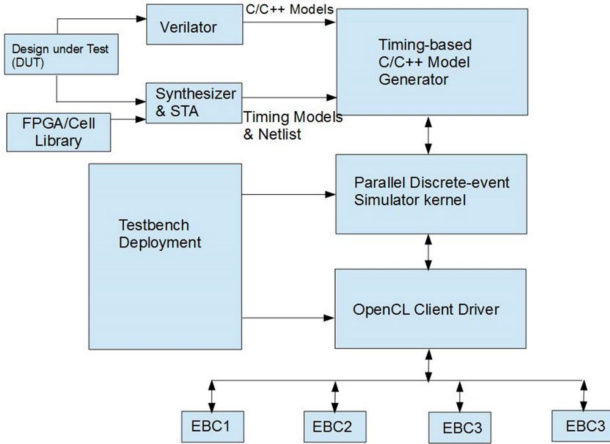 C/C++ Models
Verilator
Design under Test
(DUT)
Timing-based
C/C++ Model
Generator
Synthesizer
& STA
Timing Models
& Netlist
FPGA/Cell
Library
Parallel Discrete-event
Simulator kernel
Testbench
Deployment
OpenCL Client Driver
EBC1
EBC2
EBC3
EBC3